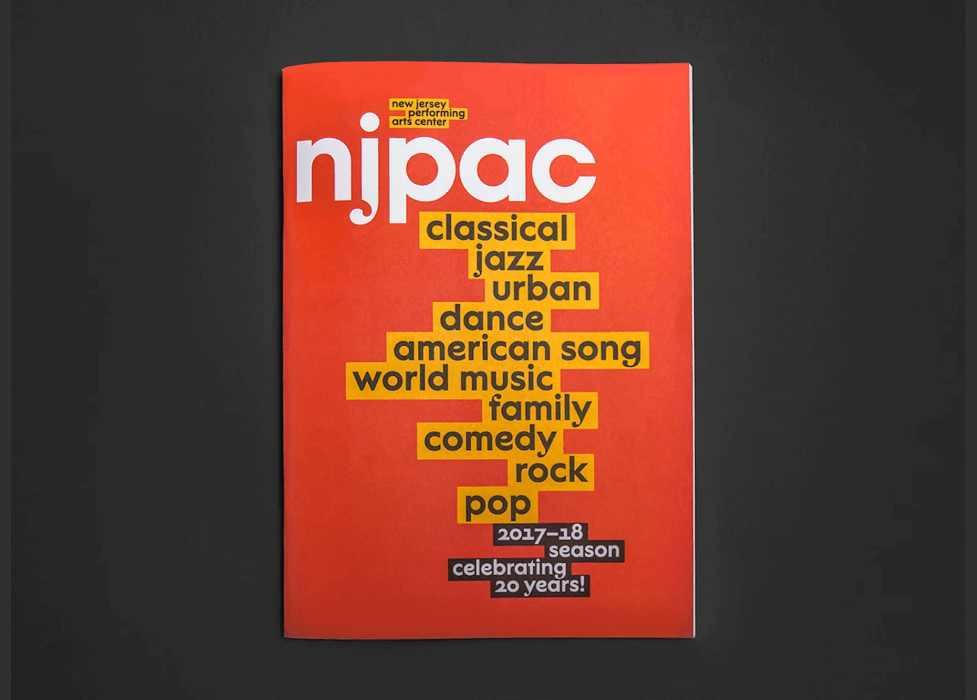 new jersey
performing
arts center
njpac
classical
jazz
urban
dance
american song
world music
family
comedy
rock
pop
2017–18
season
celebrating
20 years!